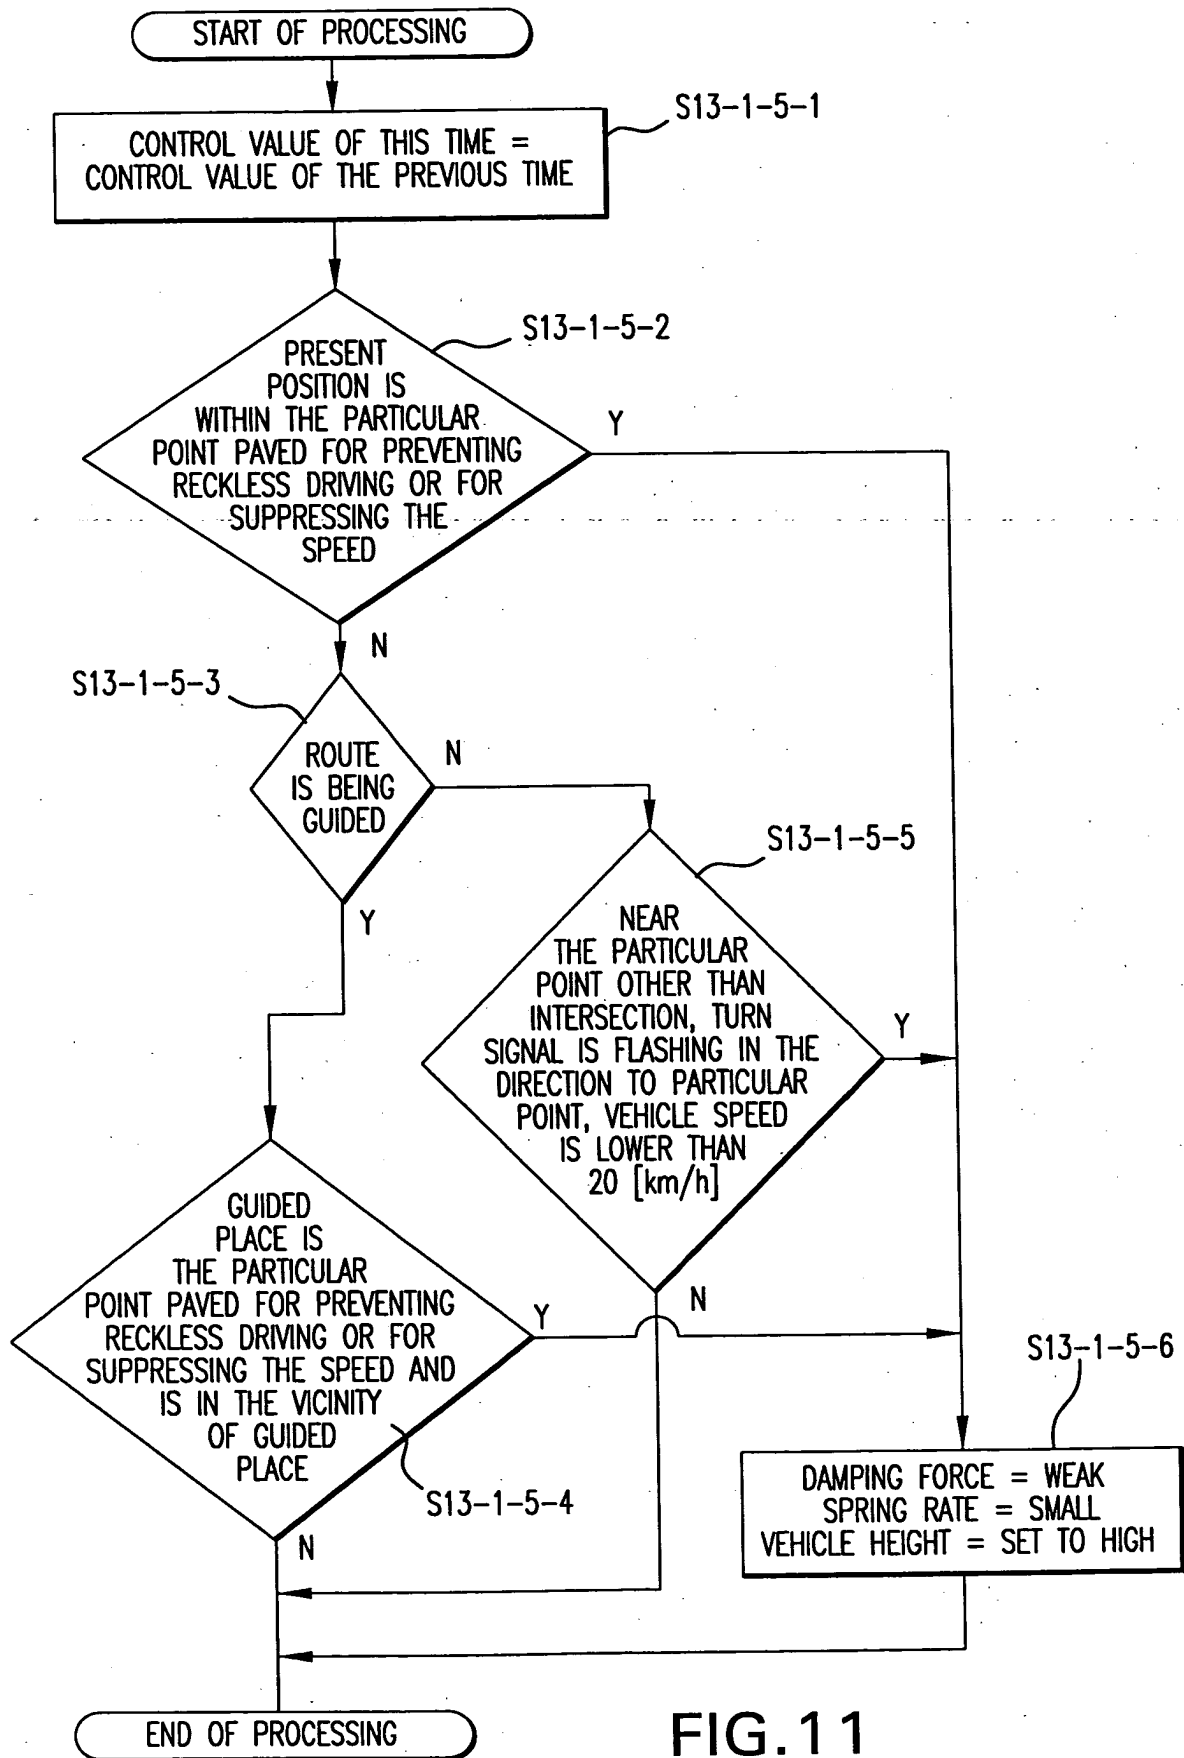 START OF PROCESSING
S13-1-5-1
CONTROL VALUE OF THIS TIME =
CONTROL VALUE OF THE PREVIOUS TIME
S13-1-5-2
PRESENT
POSITION IS
WITHIN THE PARTICULAR
POINT PAVED FOR PREVENTING
RECKLESS DRIVING OR FOR
SUPPRESSING THE
SPEED
Y
N
S13-1-5-3
ROUTE
IS BEING
GUIDED
N
Y
S13-1-5-5
NEAR
THE PARTICULAR
POINT OTHER THAN
INTERSECTION, TURN
SIGNAL IS FLASHING IN THE
DIRECTION TO PARTICULAR
POINT, VEHICLE SPEED
IS LOWER THAN
20 [km/h]
Y
N
GUIDED
PLACE IS
THE PARTICULAR
POINT PAVED FOR PREVENTING
RECKLESS DRIVING OR FOR
SUPPRESSING THE SPEED AND
IS IN THE VICINITY
OF GUIDED
PLACE
Y
S13-1-5-4
N
S13-1-5-6
DAMPING FORCE = WEAK
SPRING RATE = SMALL
VEHICLE HEIGHT = SET TO HIGH
END OF PROCESSING
FIG.11